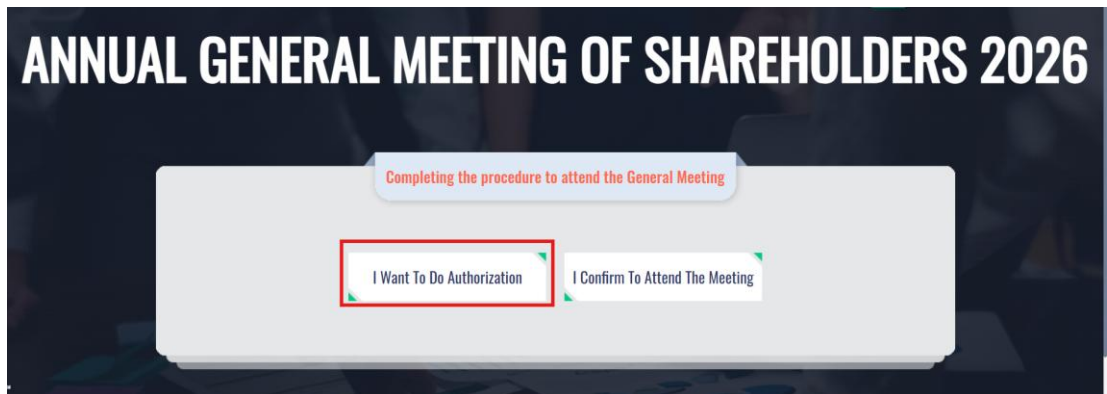 ANNUAL GENERAL MEETING OF SHAREHOLDERS 2026
Completing the procedure to attend the General Meeting
I Want To Do Authorization
I Confirm To Attend The Meeting